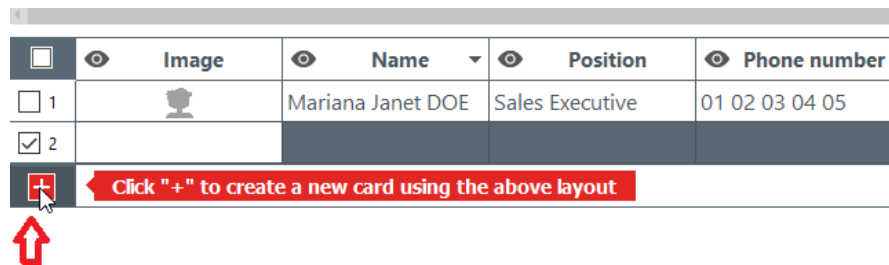 Image Name Position Phone number
1 Mariana Janet DOE Sales Executive 01 02 03 04 05
2
Click "+" to create a new card using the above layout